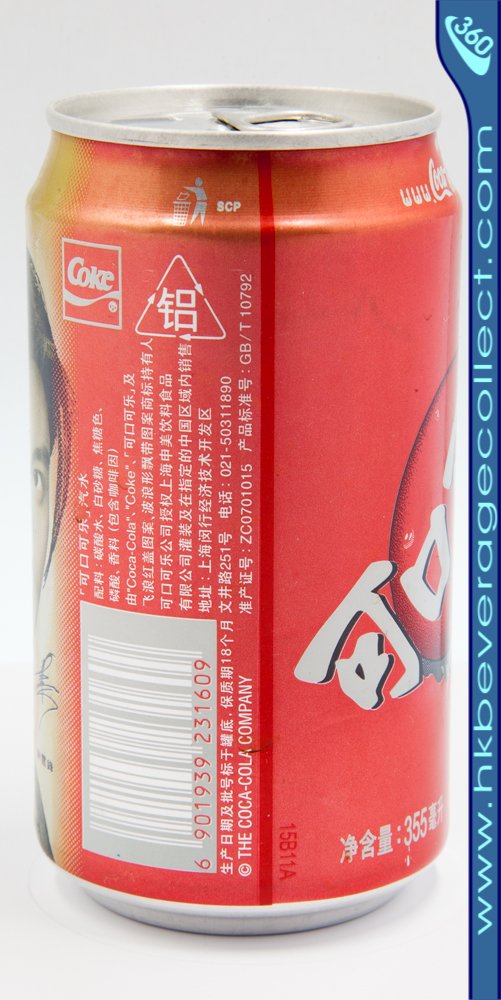 360
www.hkbeveragecollect.com
SCP
www.Coca
Coke
®
铝
「可口可乐」汽水
配料：碳酸水、白砂糖、焦糖色、
磷酸、香料（包含咖啡因）
由"Coca-Cola"、"Coke"、「可口可乐」及
飞浪红盖图案、波浪形飘带图案商标持有人
可口可乐公司授权上海申美饮料食品
有限公司灌装及在指定的中国区域内销售
地址：上海闵行经济技术开发区
文井路251号 电话：021-50311890
准产证号：ZC0701015 产品标准号：GB/T 10792
6 901939 231609
生产日期及批号标于罐底，保质期18个月
© THE COCA-COLA COMPANY
15B11A
可口
净含量：355毫升